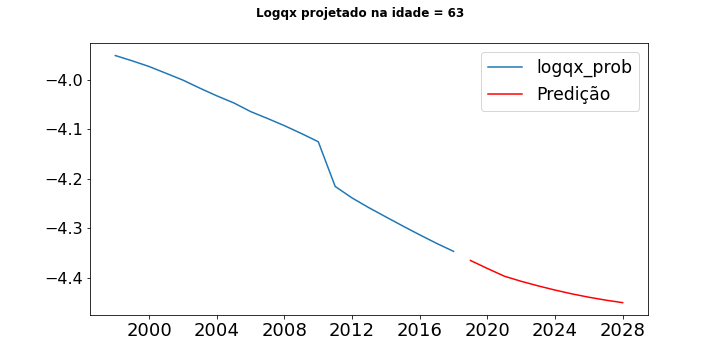 Logqx projetado na idade = 63
logqx_prob
Predição
−4.0
−4.1
−4.2
−4.3
−4.4
2000 2004 2008 2012 2016 2020 2024 2028